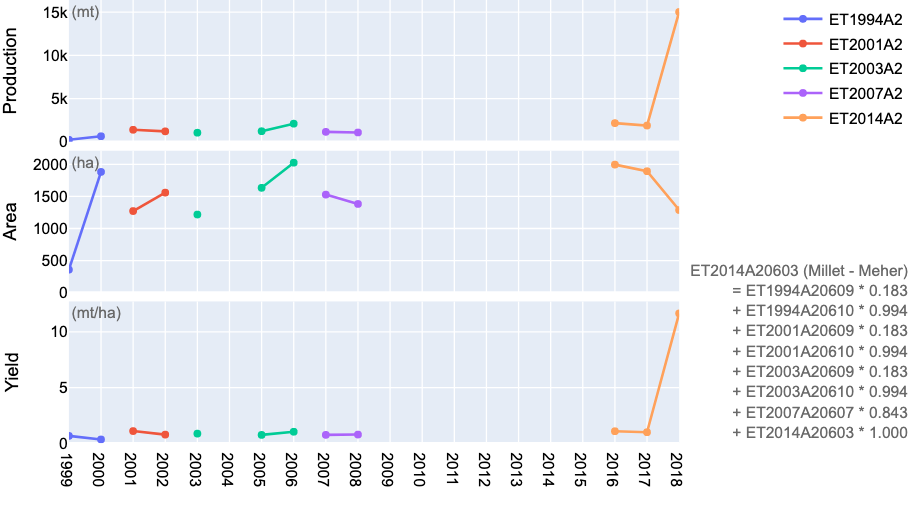 Production
15k
10k
5k
0
(mt)
ET1994A2
ET2001A2
ET2003A2
ET2007A2
ET2014A2
Area
2000
1500
1000
500
0
(ha)
Yield
10
5
0
(mt/ha)
1999
2000
2001
2002
2003
2004
2005
2006
2007
2008
2009
2010
2011
2012
2013
2014
2015
2016
2017
2018
ET2014A20603 (Millet - Meher)
= ET1994A20609 * 0.183
+ ET1994A20610 * 0.994
+ ET2001A20609 * 0.183
+ ET2001A20610 * 0.994
+ ET2003A20609 * 0.183
+ ET2003A20610 * 0.994
+ ET2007A20607 * 0.843
+ ET2014A20603 * 1.000